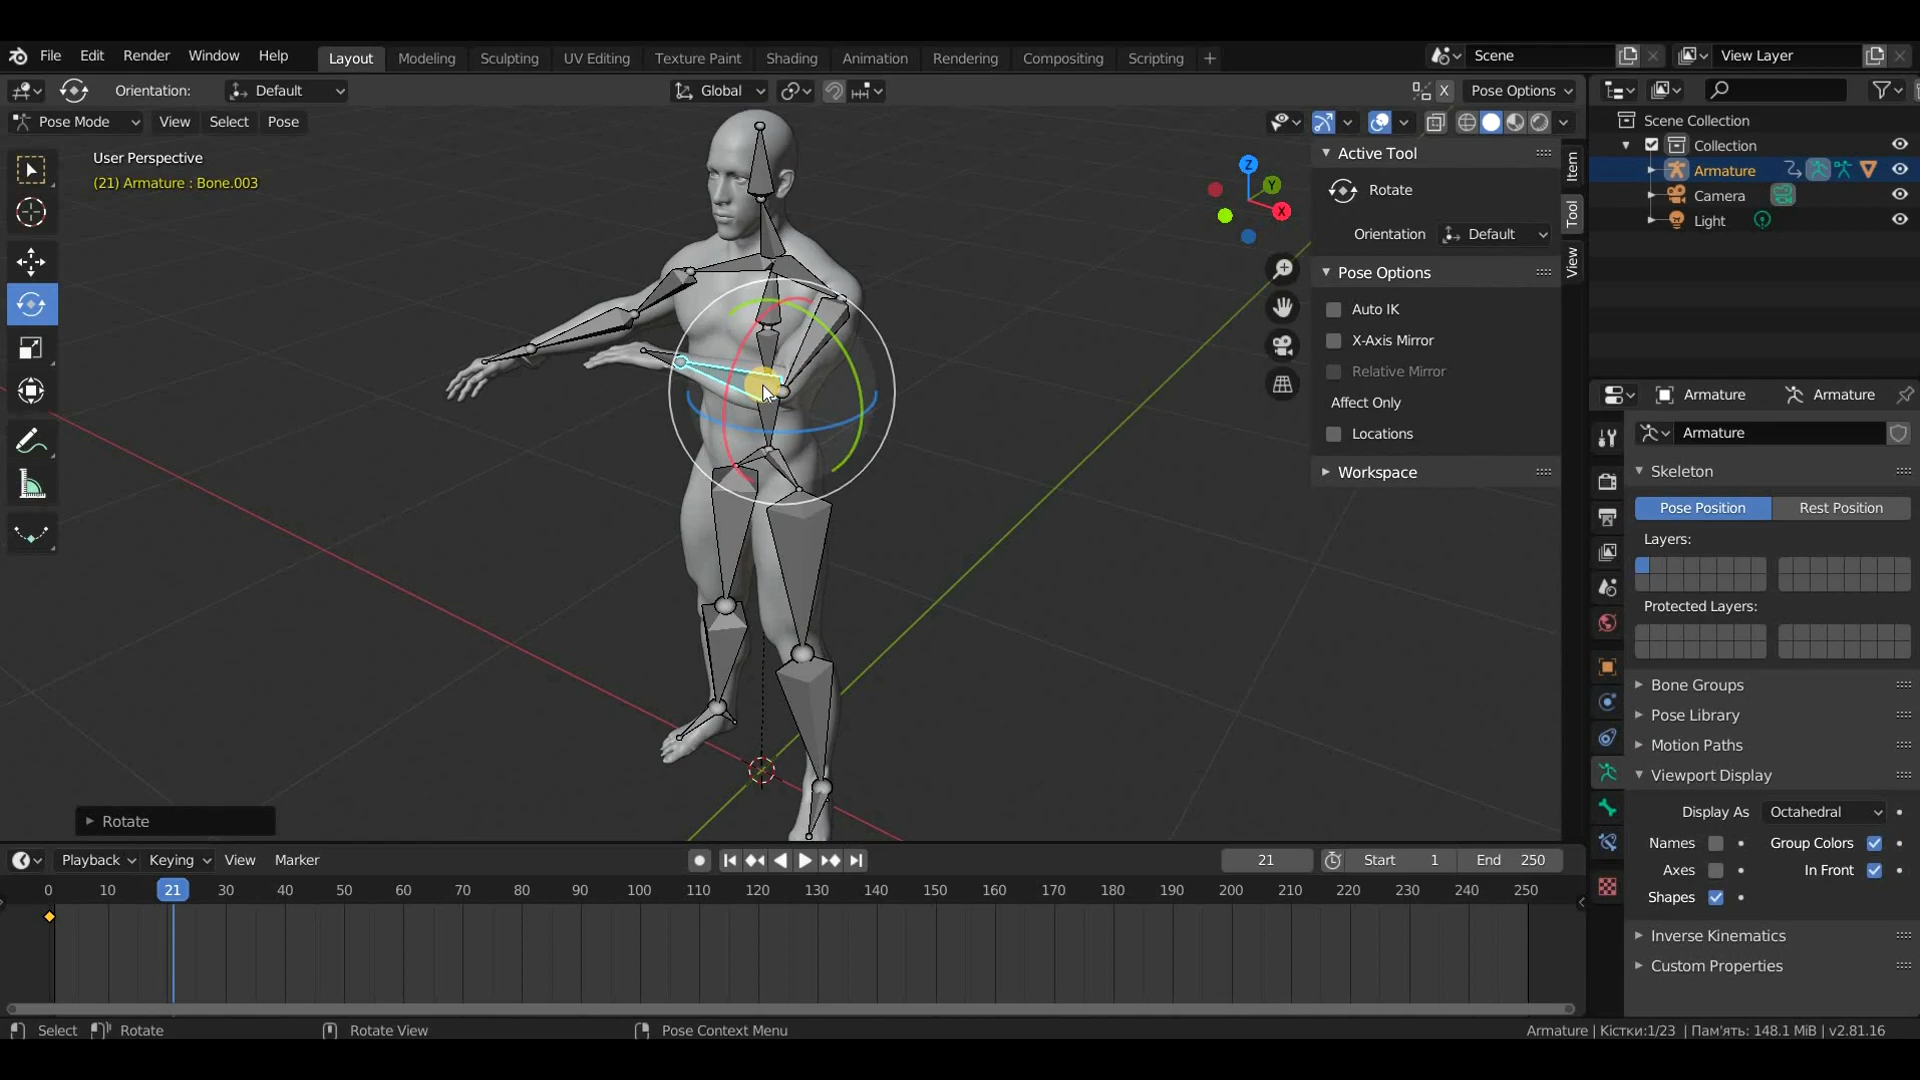 File Edit Render Window Help Layout Modeling Sculpting UV Editing Texture Paint Shading Animation Rendering Compositing Scripting + Scene View Layer
Orientation: Default Global X Pose Options
Pose Mode View Select Pose
User Perspective
(21) Armature : Bone.003
Z
Y
X
Active Tool
Rotate
Orientation Default
Pose Options
Auto IK
X-Axis Mirror
Relative Mirror
Affect Only
Locations
Workspace
Item
Tool
View
Scene Collection
Collection
Armature
Camera
Light
Armature Armature
Armature
Skeleton
Pose Position Rest Position
Layers:
Protected Layers:
Bone Groups
Pose Library
Motion Paths
Viewport Display
Display As Octahedral
Names Group Colors
Axes In Front
Shapes
Inverse Kinematics
Custom Properties
Rotate
Playback Keying View Marker 21 Start 1 End 250
0 10 21 30 40 50 60 70 80 90 100 110 120 130 140 150 160 170 180 190 200 210 220 230 240 250
Select Rotate Rotate View Pose Context Menu Armature | Кістки:1/23 | Пам'ять: 148.1 MiB | v2.81.16